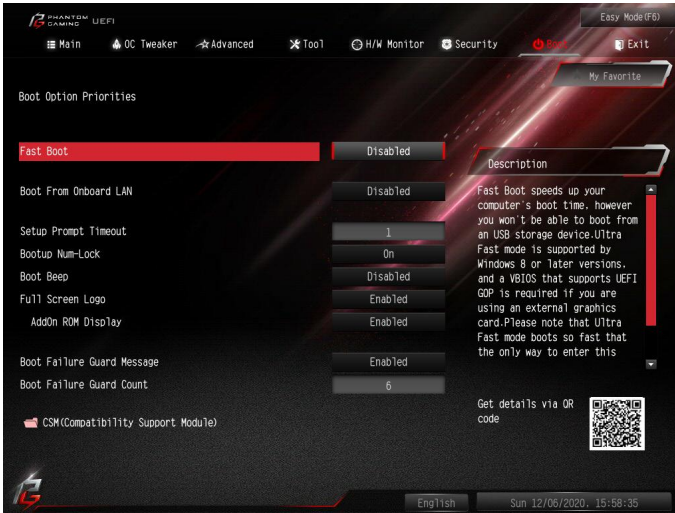 PHANTOM
GAMING UEFI
Easy Mode(F6)
Main OC Tweaker Advanced Tool H/W Monitor Security Boot Exit
My Favorite
Boot Option Priorities
Fast Boot Disabled
Description
Boot From Onboard LAN Disabled
Setup Prompt Timeout 1
Bootup Num-Lock On
Boot Beep Disabled
Full Screen Logo Enabled
AddOn ROM Display Enabled
Boot Failure Guard Message Enabled
Boot Failure Guard Count 6
CSM(Compatibility Support Module)
Fast Boot speeds up your
computer's boot time. however
you won't be able to boot from
an USB storage device.Ultra
Fast mode is supported by
Windows 8 or later versions.
and a VBIOS that supports UEFI
GOP is required if you are
using an external graphics
card.Please note that Ultra
Fast mode boots so fast that
the only way to enter this
Get details via QR
code
English
Sun 12/06/2020, 15:58:35